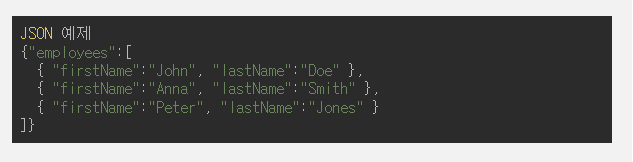 JSON 예제
{"employees":[
  { "firstName":"John", "lastName":"Doe" },
  { "firstName":"Anna", "lastName":"Smith" },
  { "firstName":"Peter", "lastName":"Jones" }
]}